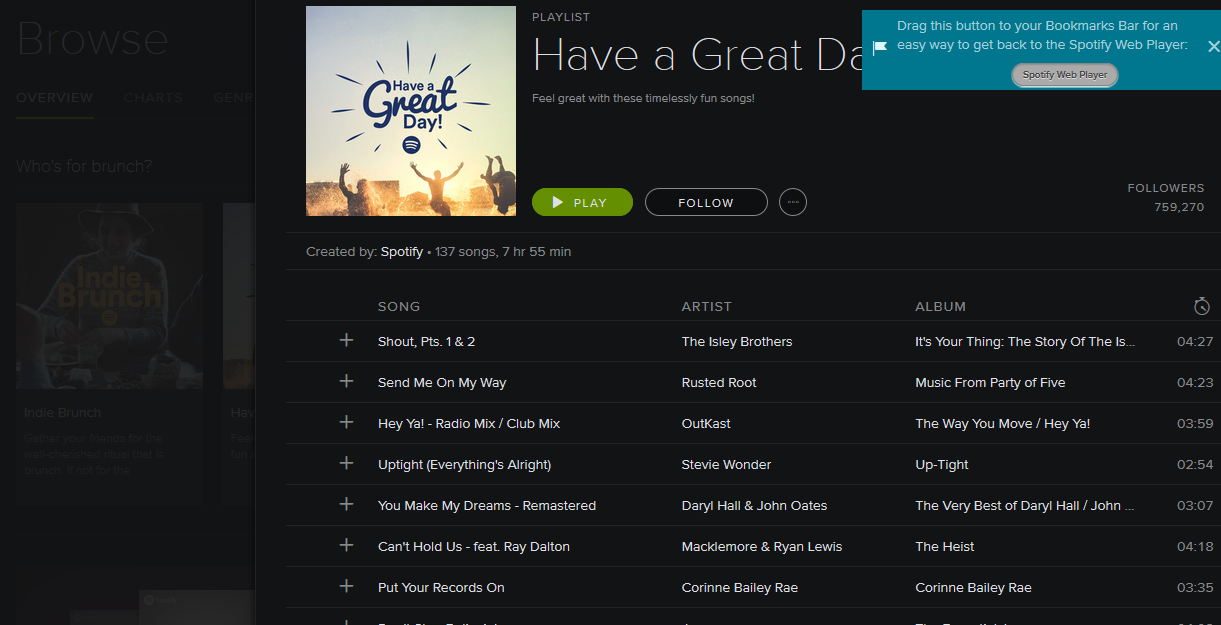 Browse
OVERVIEW CHARTS GENR
Who's for brunch?
Indie
Brunch
Indie Brunch
Gather your friends for the
well-cherished ritual that is
brunch. If not for the
Hav
Fee
fun
Have a
Great
Day!
PLAYLIST
Have a Great Da
Feel great with these timelessly fun songs!
PLAY FOLLOW
Drag this button to your Bookmarks Bar for an
easy way to get back to the Spotify Web Player:
Spotify Web Player
FOLLOWERS
759,270
Created by: Spotify • 137 songs, 7 hr 55 min
SONG ARTIST ALBUM
Shout, Pts. 1 & 2 The Isley Brothers It's Your Thing: The Story Of The Is... 04:27
Send Me On My Way Rusted Root Music From Party of Five 04:23
Hey Ya! - Radio Mix / Club Mix OutKast The Way You Move / Hey Ya! 03:59
Uptight (Everything's Alright) Stevie Wonder Up-Tight 02:54
You Make My Dreams - Remastered Daryl Hall & John Oates The Very Best of Daryl Hall / John ... 03:07
Can't Hold Us - feat. Ray Dalton Macklemore & Ryan Lewis The Heist 04:18
Put Your Records On Corinne Bailey Rae Corinne Bailey Rae 03:35